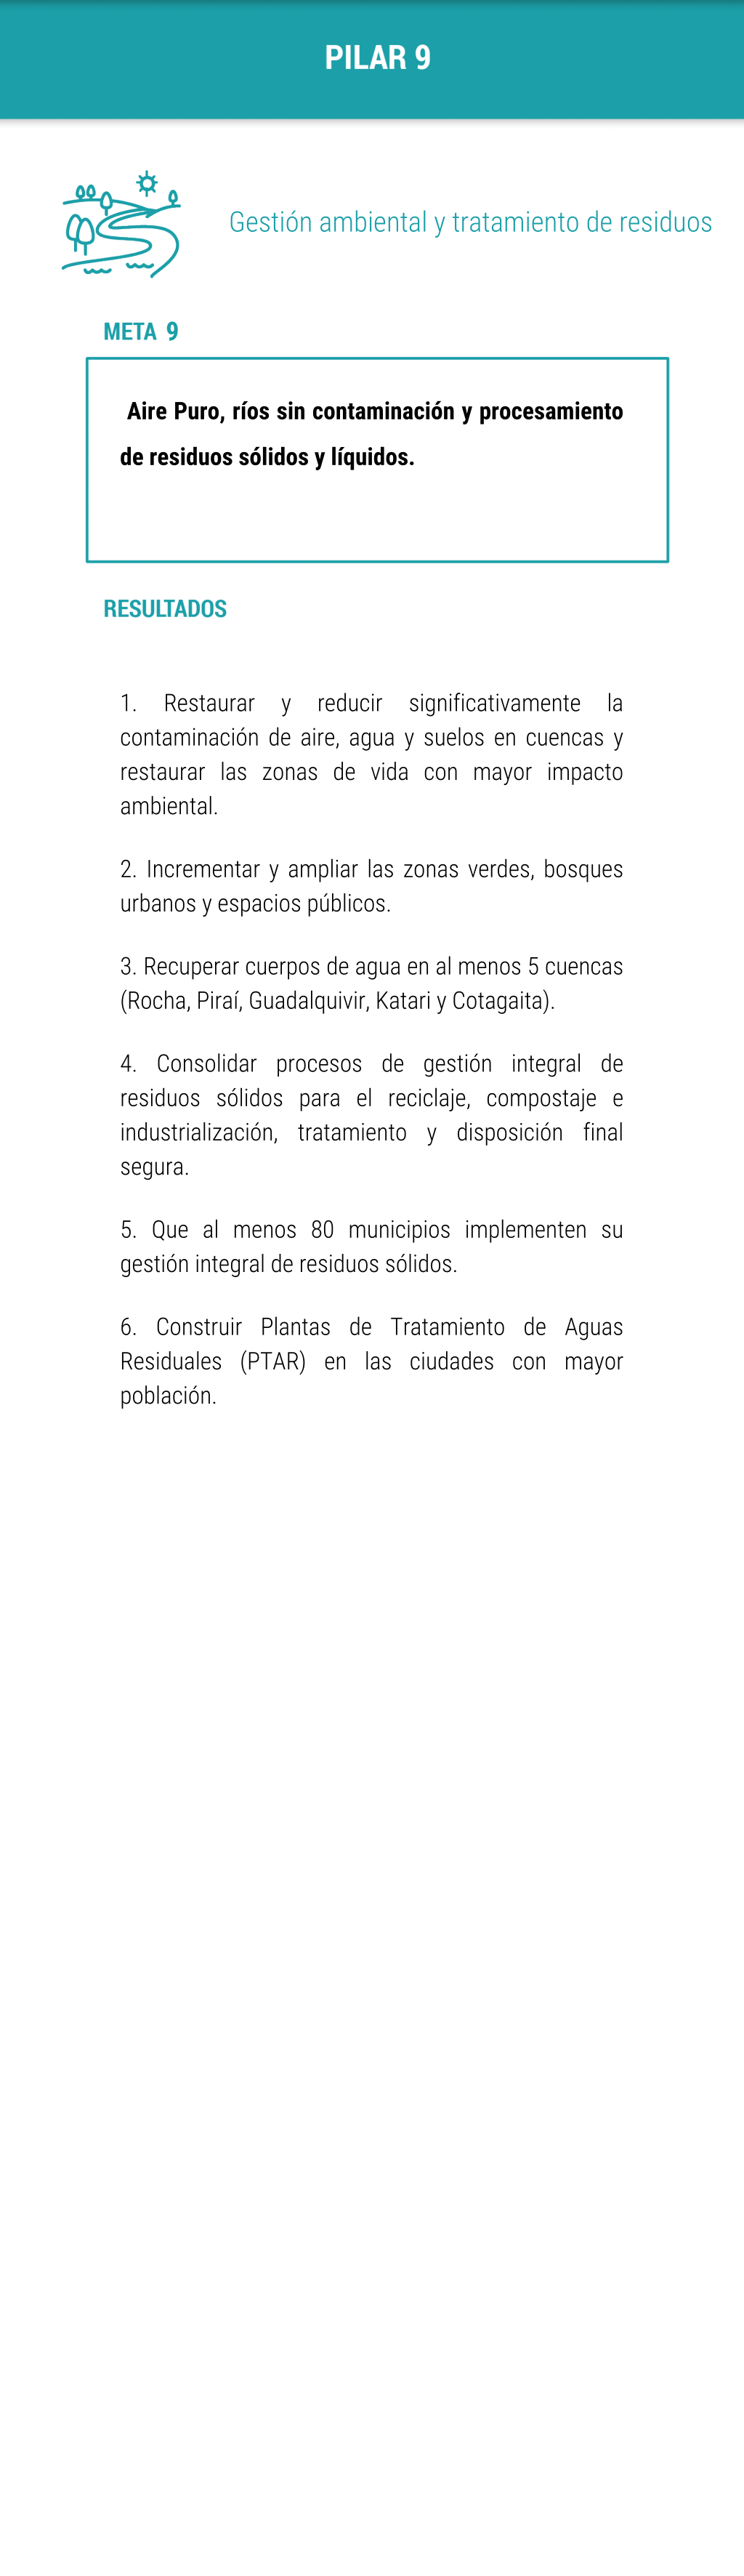 PILAR 9
Gestión ambiental y tratamiento de residuos
META 9
Aire Puro, ríos sin contaminación y procesamiento
de residuos sólidos y líquidos.
RESULTADOS
1. Restaurar y reducir significativamente la
contaminación de aire, agua y suelos en cuencas y
restaurar las zonas de vida con mayor impacto
ambiental.
2. Incrementar y ampliar las zonas verdes, bosques
urbanos y espacios públicos.
3. Recuperar cuerpos de agua en al menos 5 cuencas
(Rocha, Piraí, Guadalquivir, Katari y Cotagaita).
4. Consolidar procesos de gestión integral de
residuos sólidos para el reciclaje, compostaje e
industrialización, tratamiento y disposición final
segura.
5. Que al menos 80 municipios implementen su
gestión integral de residuos sólidos.
6. Construir Plantas de Tratamiento de Aguas
Residuales (PTAR) en las ciudades con mayor
población.